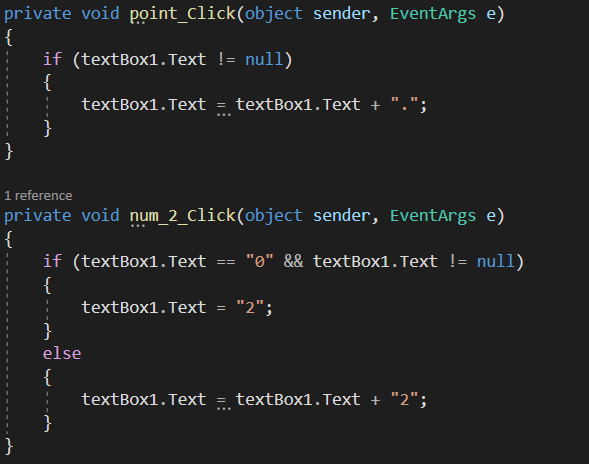 private void point_Click(object sender, EventArgs e)
{
    if (textBox1.Text != null)
    {
        textBox1.Text = textBox1.Text + ".";
    }
}
1 reference
private void num_2_Click(object sender, EventArgs e)
{
    if (textBox1.Text == "0" && textBox1.Text != null)
    {
        textBox1.Text = "2";
    }
    else
    {
        textBox1.Text = textBox1.Text + "2";
    }
}